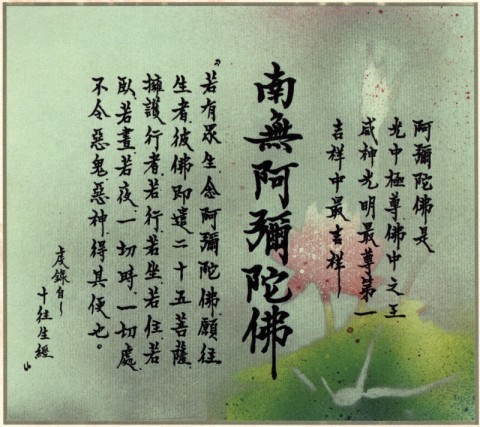 阿彌陀佛是
光中極尊佛中之王
威神光明最尊第一
吉祥中最吉祥
南無阿彌陀佛
〝若有眾生念阿彌陀佛願往
生者彼佛即遣二十五菩薩
擁護行者若行若坐若住若
臥若晝若夜一切時一切處
不令惡鬼惡神得其便也。
虔錄自~
十往生經〞